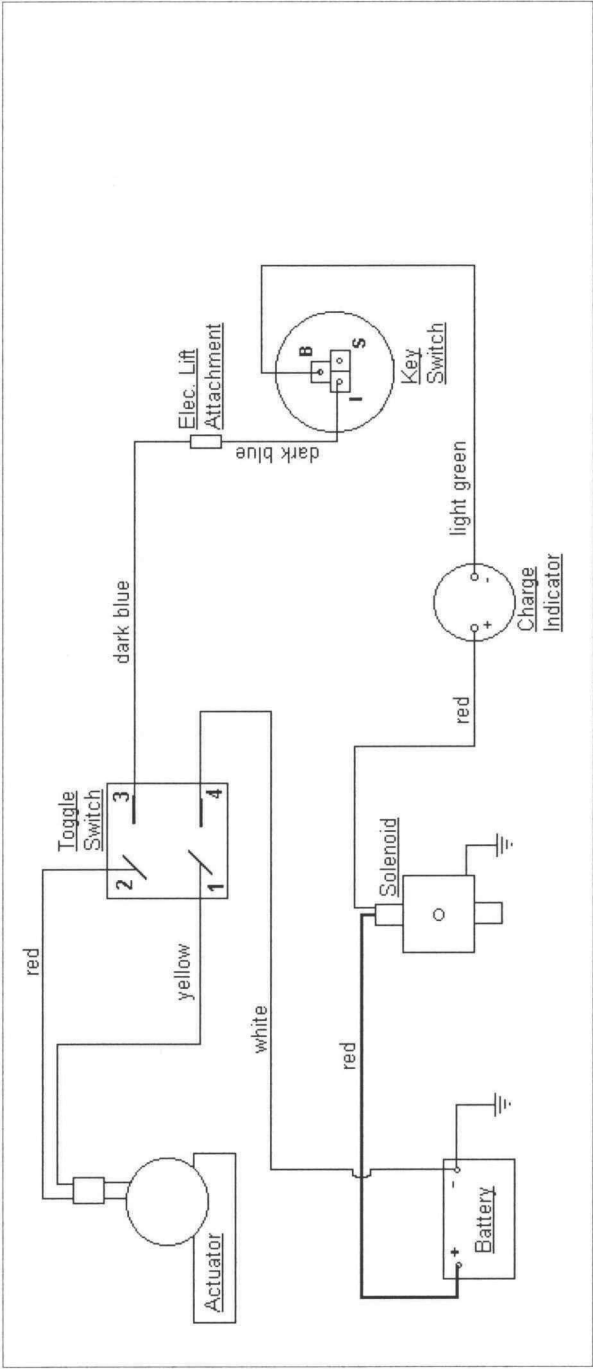 Actuator
red
yellow
Toggle
Switch
2
3
1
4
dark blue
Elec. Lift
Attachment
dark blue
B
S
I
Key
Switch
white
red
Battery
+
-
Solenoid
red
+
-
Charge
Indicator
light green